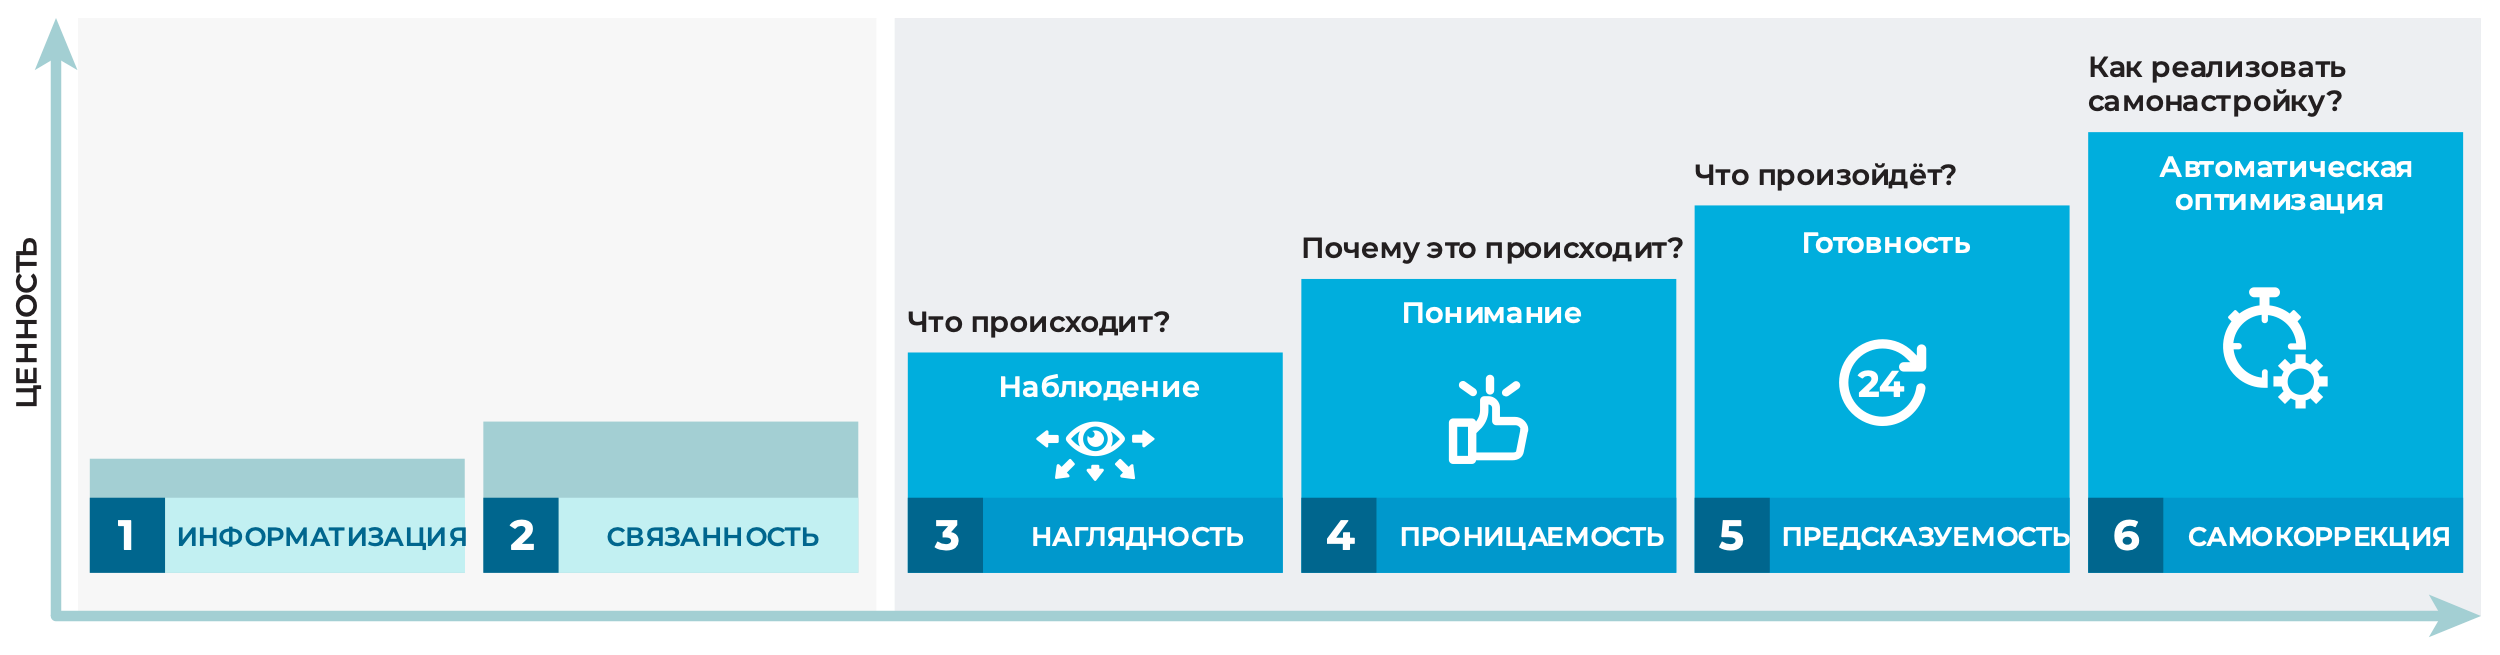 ЦЕННОСТЬ
1
ИНФОРМАТИЗАЦИЯ
2
СВЯЗАННОСТЬ
Что происходит?
Наблюдение
3
НАГЛЯДНОСТЬ
Почему это происходит?
Понимание
4
ПРОНИЦАЕМОСТЬ
Что произойдёт?
Готовность
24
5
ПРЕДСКАЗУЕМОСТЬ
Как реализовать
самонастройку?
Автоматическая
оптимизация
6
САМОКОРРЕКЦИЯ